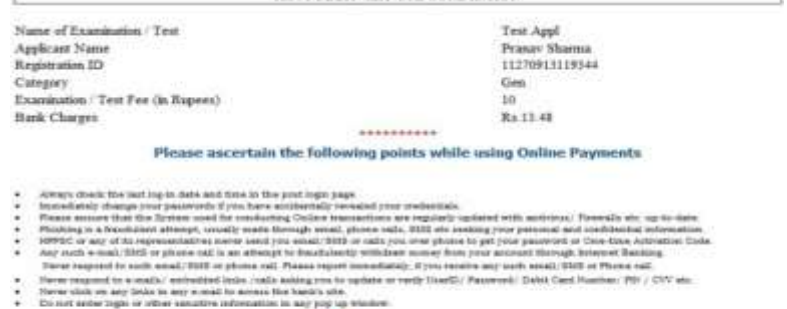 Name of Examination / Test Test Appl
Applicant Name Pranav Sharma
Registration ID 11270913119344
Category Gen
Examination / Test Fee (in Rupees) 10
Bank Charges Rs.13.48
**********
Please ascertain the following points while using Online Payments
• Always check the last log-in date and time in the post login page.
• Immediately change your passwords if you have accidentally revealed your credentials.
• Please ensure that the System used for conducting Online transactions are regularly updated with antivirus/ Firewalls etc. up-to-date.
• Phishing is a fraudulent attempt, usually made through email, phone calls, SMS etc seeking your personal and confidential information.
• HPPSC or any of its representatives never send you email/SMS or calls you over phone to get your password or One-time Activation Code.
• Any such e-mail/SMS or phone call is an attempt to fraudulently withdraw money from your account through Internet Banking.
Never respond to such email/SMS or phone call. Please report immediately, if you receive any such email/SMS or Phone call.
• Never respond to e-mails/ embedded links /calls asking you to update or verify UserID/ Password/ Debit Card Number/ PIN / CVV etc.
• Never click on any links in any e-mail to access the bank's site.
• Do not enter login or other sensitive information in any pop up window.